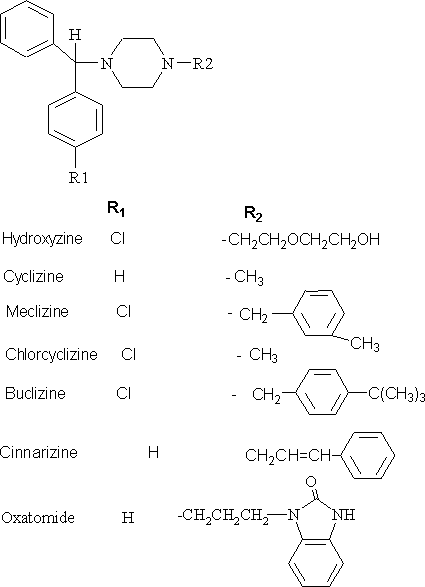 H
N
N
R2
R1
R1 R2
Hydroxyzine Cl -CH2CH2OCH2CH2OH
Cyclizine H - CH3
Meclizine Cl - CH2
CH3
Chlorcyclizine Cl - CH3
Buclizine Cl - CH2 C(CH3)3
Cinnarizine H CH2CH=CH
O
Oxatomide H -CH2CH2CH2 N NH